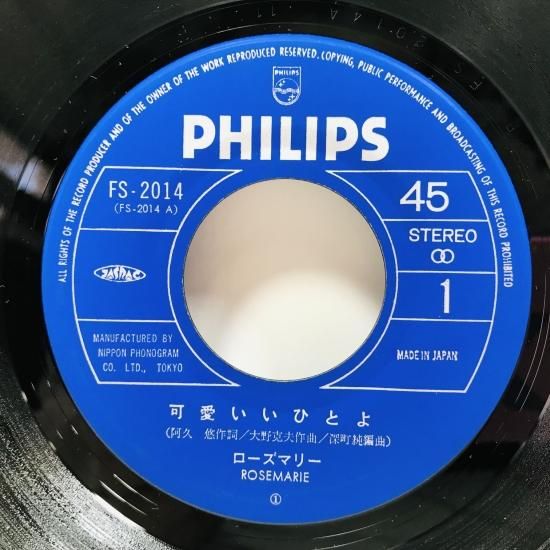 ALL RIGHTS OF THE RECORD PRODUCER AND OF THE OWNER OF THE WORK REPRODUCED RESERVED. COPYING, PUBLIC PERFORMANCE AND BROADCASTING OF THIS RECORD PROHIBITED
PHILIPS
PHILIPS
FS-2014
(FS-2014 A)
45
STEREO
1
JASRAC
MANUFACTURED BY
NIPPON PHONOGRAM
CO. LTD., TOKYO
MADE IN JAPAN
可愛いいひとよ
(阿久 悠作詞/大野克夫作曲/深町純編曲)
ローズマリー
ROSEMARIE
①